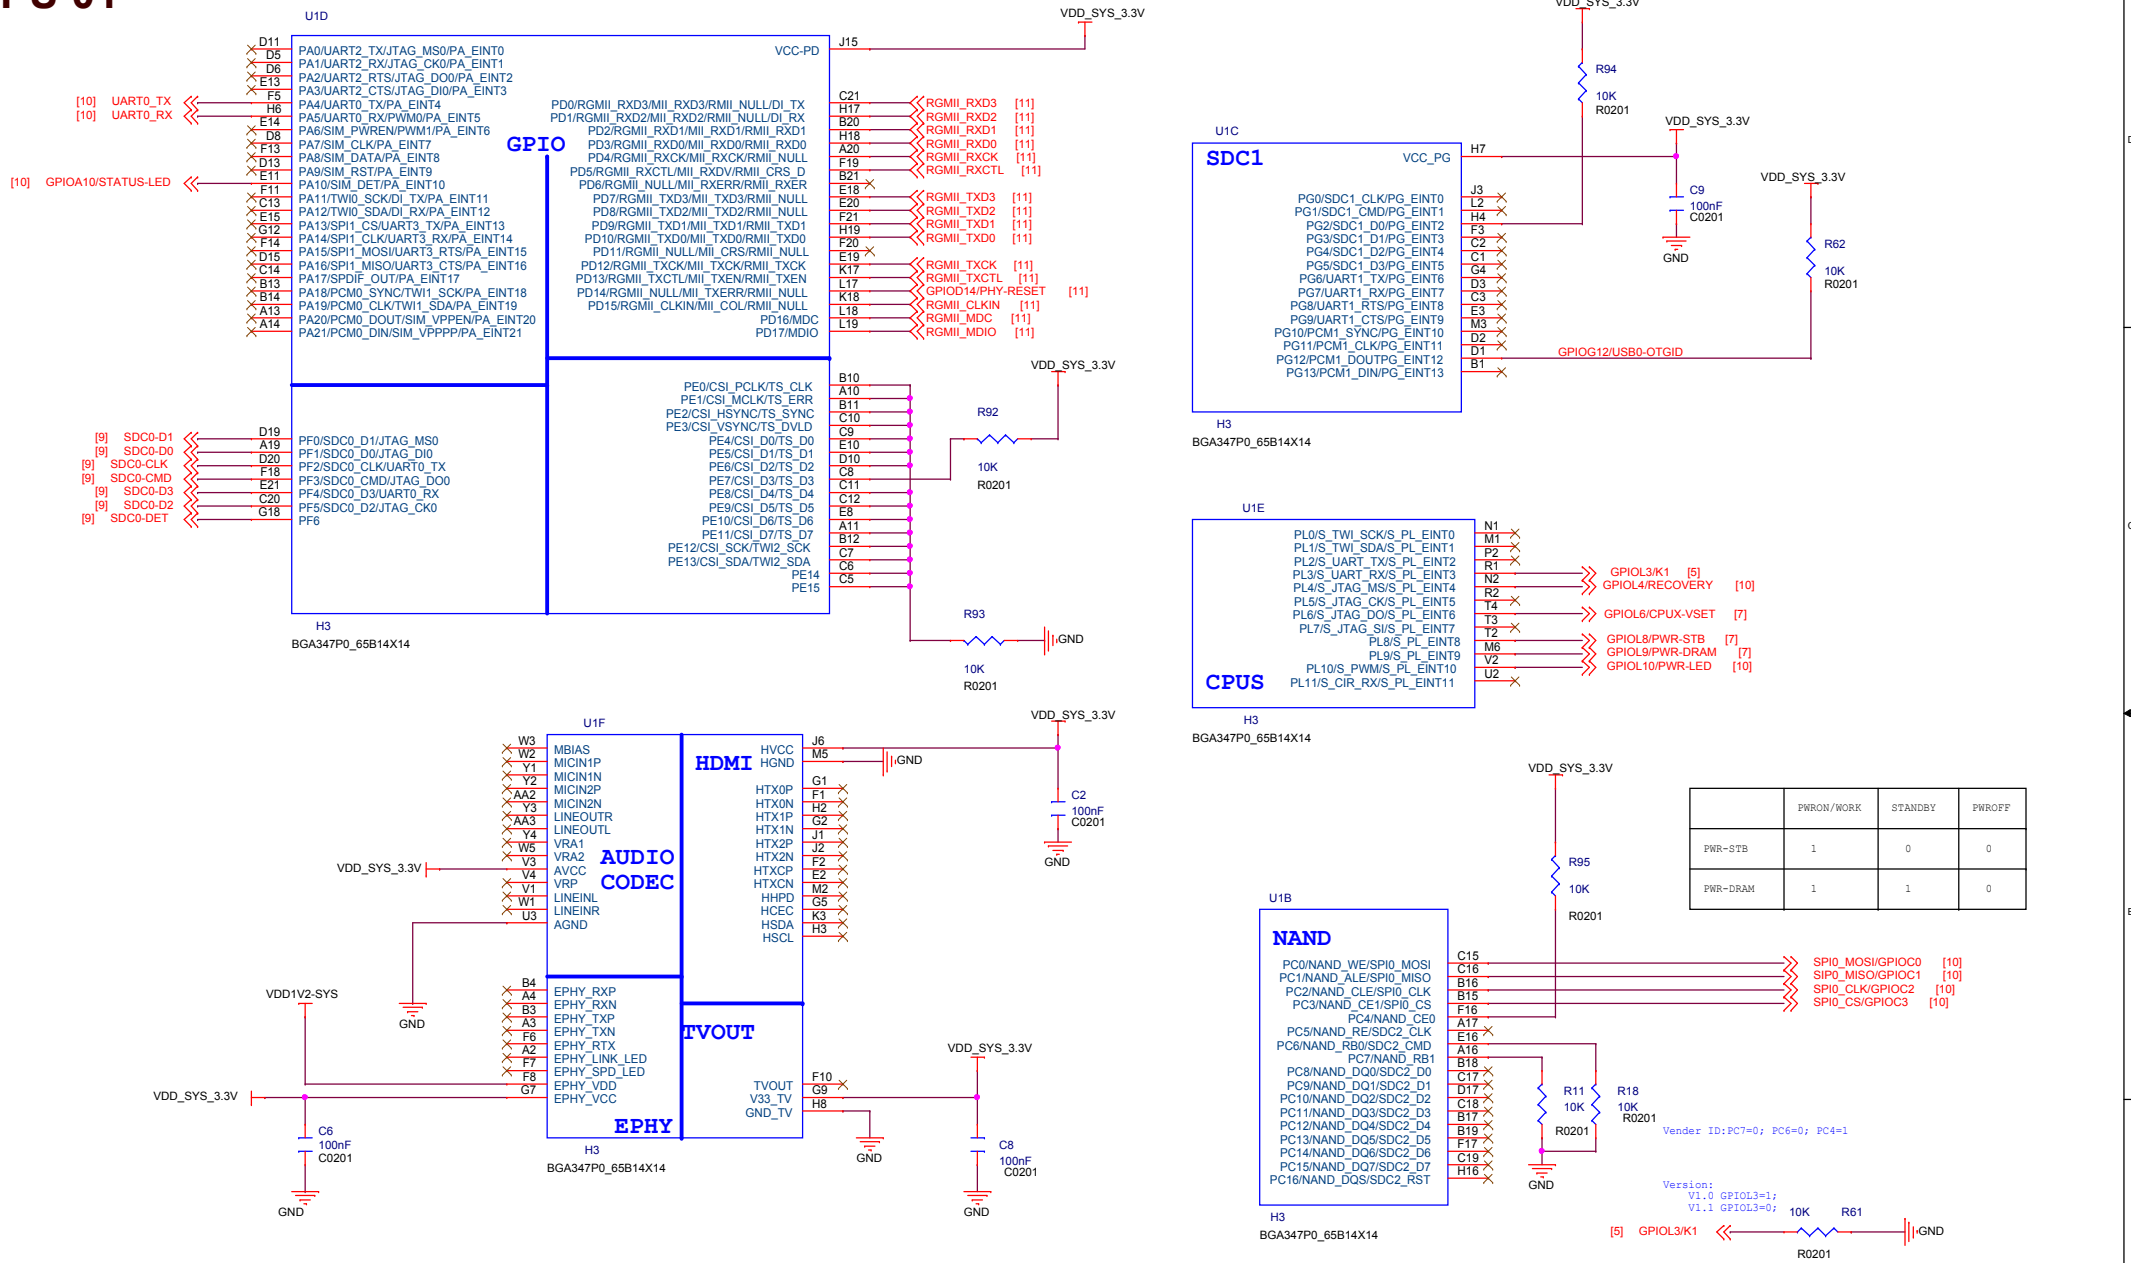 U1D
VDD_SYS_3.3V
D11 PA0/UART2_TX/JTAG_MS0/PA_EINT0
D5 PA1/UART2_RX/JTAG_CK0/PA_EINT1
D6 PA2/UART2_RTS/JTAG_DO0/PA_EINT2
E13 PA3/UART2_CTS/JTAG_DI0/PA_EINT3
[10] UART0_TX F5 PA4/UART0_TX/PA_EINT4
[10] UART0_RX H6 PA5/UART0_RX/PWM0/PA_EINT5
E14 PA6/SIM_PWREN/PWM1/PA_EINT6
D8 PA7/SIM_CLK/PA_EINT7
F13 PA8/SIM_DATA/PA_EINT8
D13 PA9/SIM_RST/PA_EINT9
[10] GPIOA10/STATUS-LED E11 PA10/SIM_DET/PA_EINT10
F11 PA11/TWI0_SCK/DI_TX/PA_EINT11
C13 PA12/TWI0_SDA/DI_RX/PA_EINT12
E15 PA13/SPI1_CS/UART3_TX/PA_EINT13
G12 PA14/SPI1_CLK/UART3_RX/PA_EINT14
F14 PA15/SPI1_MOSI/UART3_RTS/PA_EINT15
D15 PA16/SPI1_MISO/UART3_CTS/PA_EINT16
C14 PA17/SPDIF_OUT/PA_EINT17
B13 PA18/PCM0_SYNC/TWI1_SCK/PA_EINT18
B14 PA19/PCM0_CLK/TWI1_SDA/PA_EINT19
A13 PA20/PCM0_DOUT/SIM_VPPEN/PA_EINT20
A14 PA21/PCM0_DIN/SIM_VPPPP/PA_EINT21
GPIO
VCC-PD J15
PD0/RGMII_RXD3/MII_RXD3/RMII_NULL/DI_TX C21 RGMII_RXD3 [11]
PD1/RGMII_RXD2/MII_RXD2/RMII_NULL/DI_RX H17 RGMII_RXD2 [11]
PD2/RGMII_RXD1/MII_RXD1/RMII_RXD1 B20 RGMII_RXD1 [11]
PD3/RGMII_RXD0/MII_RXD0/RMII_RXD0 H18 RGMII_RXD0 [11]
PD4/RGMII_RXCK/MII_RXCK/RMII_NULL A20 RGMII_RXCK [11]
PD5/RGMII_RXCTL/MII_RXDV/RMII_CRS_D F19 RGMII_RXCTL [11]
PD6/RGMII_NULL/MII_RXERR/RMII_RXER B21
PD7/RGMII_TXD3/MII_TXD3/RMII_NULL E18 RGMII_TXD3 [11]
PD8/RGMII_TXD2/MII_TXD2/RMII_NULL E20 RGMII_TXD2 [11]
PD9/RGMII_TXD1/MII_TXD1/RMII_TXD1 F21 RGMII_TXD1 [11]
PD10/RGMII_TXD0/MII_TXD0/RMII_TXD0 H19 RGMII_TXD0 [11]
PD11/RGMII_NULL/MII_CRS/RMII_NULL F20
PD12/RGMII_TXCK/MII_TXCK/RMII_TXCK E19 RGMII_TXCK [11]
PD13/RGMII_TXCTL/MII_TXEN/RMII_TXEN K17 RGMII_TXCTL [11]
PD14/RGMII_NULL/MII_TXERR/RMII_NULL L17 GPIOD14/PHY-RESET [11]
PD15/RGMII_CLKIN/MII_COL/RMII_NULL K18 RGMII_CLKIN [11]
PD16/MDC L18 RGMII_MDC [11]
PD17/MDIO L19 RGMII_MDIO [11]
VDD_SYS_3.3V
PE0/CSI_PCLK/TS_CLK B10
PE1/CSI_MCLK/TS_ERR A10
PE2/CSI_HSYNC/TS_SYNC B11
PE3/CSI_VSYNC/TS_DVLD C10
PE4/CSI_D0/TS_D0 C9
PE5/CSI_D1/TS_D1 E10
PE6/CSI_D2/TS_D2 D10
PE7/CSI_D3/TS_D3 C8
PE8/CSI_D4/TS_D4 C11
PE9/CSI_D5/TS_D5 C12
PE10/CSI_D6/TS_D6 E8
PE11/CSI_D7/TS_D7 A11
PE12/CSI_SCK/TWI2_SCK B12
PE13/CSI_SDA/TWI2_SDA C7
PE14 C6
PE15 C5
R92
10K
R0201
R93
GND
10K
R0201
[9] SDC0-D1 D19 PF0/SDC0_D1/JTAG_MS0
[9] SDC0-D0 A19 PF1/SDC0_D0/JTAG_DI0
[9] SDC0-CLK D20 PF2/SDC0_CLK/UART0_TX
[9] SDC0-CMD F18 PF3/SDC0_CMD/JTAG_DO0
[9] SDC0-D3 E21 PF4/SDC0_D3/UART0_RX
[9] SDC0-D2 C20 PF5/SDC0_D2/JTAG_CK0
[9] SDC0-DET G18 PF6
H3
BGA347P0_65B14X14
VDD_SYS_3.3V
R94
10K
R0201
U1C
SDC1
VDD_SYS_3.3V
VCC_PG H7
C9
100nF
C0201
GND
VDD_SYS_3.3V
R62
10K
R0201
PG0/SDC1_CLK/PG_EINT0 J3
PG1/SDC1_CMD/PG_EINT1 L2
PG2/SDC1_D0/PG_EINT2 H4
PG3/SDC1_D1/PG_EINT3 F3
PG4/SDC1_D2/PG_EINT4 C2
PG5/SDC1_D3/PG_EINT5 C1
PG6/UART1_TX/PG_EINT6 G4
PG7/UART1_RX/PG_EINT7 D3
PG8/UART1_RTS/PG_EINT8 C3
PG9/UART1_CTS/PG_EINT9 E3
PG10/PCM1_SYNC/PG_EINT10 M3
PG11/PCM1_CLK/PG_EINT11 D2
PG12/PCM1_DOUTPG_EINT12 D1 GPIOG12/USB0-OTGID
PG13/PCM1_DIN/PG_EINT13 B1
H3
BGA347P0_65B14X14
U1E
PL0/S_TWI_SCK/S_PL_EINT0 N1
PL1/S_TWI_SDA/S_PL_EINT1 M1
PL2/S_UART_TX/S_PL_EINT2 P2
PL3/S_UART_RX/S_PL_EINT3 R1 GPIOL3/K1 [5]
PL4/S_JTAG_MS/S_PL_EINT4 N2 GPIOL4/RECOVERY [10]
PL5/S_JTAG_CK/S_PL_EINT5 R2
PL6/S_JTAG_DO/S_PL_EINT6 T4 GPIOL6/CPUX-VSET [7]
PL7/S_JTAG_SI/S_PL_EINT7 T3
PL8/S_PL_EINT8 T2 GPIOL8/PWR-STB [7]
PL9/S_PL_EINT9 M6 GPIOL9/PWR-DRAM [7]
PL10/S_PWM/S_PL_EINT10 V2 GPIOL10/PWR-LED [10]
PL11/S_CIR_RX/S_PL_EINT11 U2
CPUS
H3
BGA347P0_65B14X14
U1F
W3 MBIAS
W2 MICIN1P
Y1 MICIN1N
Y2 MICIN2P
AA2 MICIN2N
Y3 LINEOUTR
AA3 LINEOUTL
Y4 VRA1
W5 VRA2
VDD_SYS_3.3V V3 AVCC
V4 VRP
V1 LINEINL
W1 LINEINR
U3 AGND
AUDIO
CODEC
GND
HDMI
VDD_SYS_3.3V
HVCC J6
HGND M5 GND
HTX0P G1
HTX0N F1
HTX1P H2
HTX1N G2
HTX2P J1
HTX2N J2
HTXCP F2
HTXCN E2
HHPD M2
HCEC G5
HSDA K3
HSCL H3
C2
100nF
C0201
GND
VDD1V2-SYS
B4 EPHY_RXP
A4 EPHY_RXN
B3 EPHY_TXP
A3 EPHY_TXN
F6 EPHY_RTX
A2 EPHY_LINK_LED
F7 EPHY_SPD_LED
F8 EPHY_VDD
VDD_SYS_3.3V G7 EPHY_VCC
EPHY
C6
100nF
C0201
GND
TVOUT
VDD_SYS_3.3V
TVOUT F10
V33_TV G9
GND_TV H8
GND
C8
100nF
C0201
GND
H3
BGA347P0_65B14X14
VDD_SYS_3.3V
R95
10K
R0201
PWRON/WORK STANDBY PWROFF
PWR-STB 1 0 0
PWR-DRAM 1 1 0
U1B
NAND
PC0/NAND_WE/SPI0_MOSI C15 SPI0_MOSI/GPIOC0 [10]
PC1/NAND_ALE/SPI0_MISO C16 SIP0_MISO/GPIOC1 [10]
PC2/NAND_CLE/SPI0_CLK B16 SPI0_CLK/GPIOC2 [10]
PC3/NAND_CE1/SPI0_CS B15 SPI0_CS/GPIOC3 [10]
PC4/NAND_CE0 F16
PC5/NAND_RE/SDC2_CLK A17
PC6/NAND_RB0/SDC2_CMD E16
PC7/NAND_RB1 A16
PC8/NAND_DQ0/SDC2_D0 B18
PC9/NAND_DQ1/SDC2_D1 C17
PC10/NAND_DQ2/SDC2_D2 D17
PC11/NAND_DQ3/SDC2_D3 C18
PC12/NAND_DQ4/SDC2_D4 B17
PC13/NAND_DQ5/SDC2_D5 B19
PC14/NAND_DQ6/SDC2_D6 F17
PC15/NAND_DQ7/SDC2_D7 C19
PC16/NAND_DQS/SDC2_RST H16
R11
10K
R0201
R18
10K
R0201
GND
Vender ID:PC7=0; PC6=0; PC4=1
H3
BGA347P0_65B14X14
Version:
V1.0 GPIOL3=1;
V1.1 GPIOL3=0;
10K R61
[5] GPIOL3/K1 GND
R0201